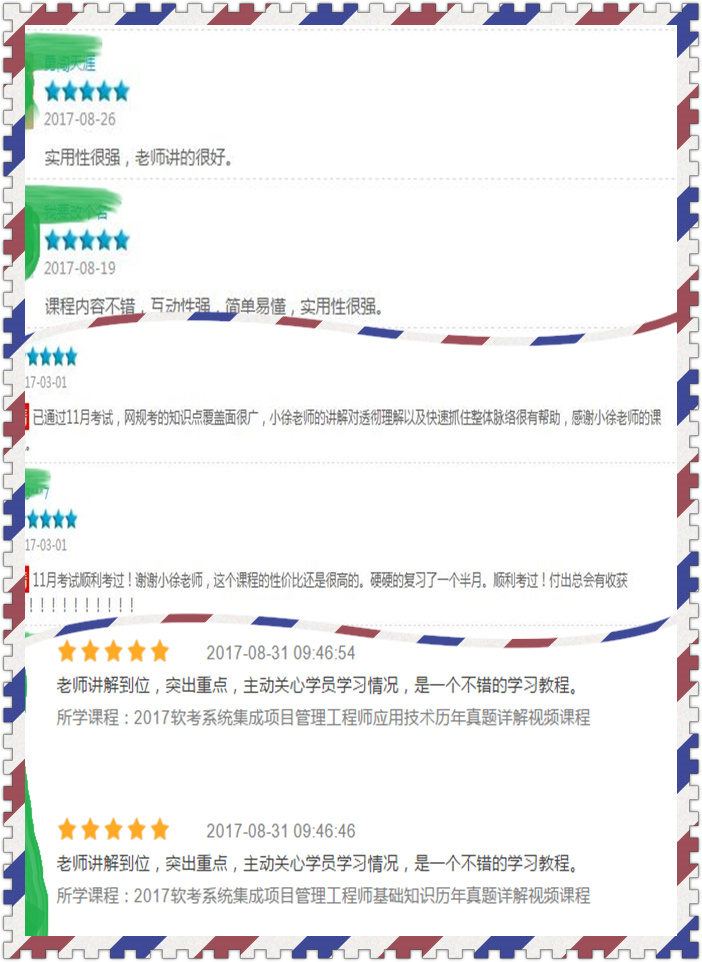 2017-08-26
实用性很强，老师讲的很好。
2017-08-19
课程内容不错，互动性强，简单易懂，实用性很强。
17-03-01
已通过11月考试，网规考的知识点覆盖面很广，小徐老师的讲解对透彻理解以及快速抓住整体脉络很有帮助，感谢小徐老师的课
。
7
17-03-01
11月考试顺利考过！谢谢小徐老师，这个课程的性价比还是很高的。硬硬的复习了一个半月。顺利考过！付出总会有收获
！！！！！！！！！！
2017-08-31 09:46:54
老师讲解到位，突出重点，主动关心学员学习情况，是一个不错的学习教程。
所学课程：2017软考系统集成项目管理工程师应用技术历年真题详解视频课程
2017-08-31 09:46:46
老师讲解到位，突出重点，主动关心学员学习情况，是一个不错的学习教程。
所学课程：2017软考系统集成项目管理工程师基础知识历年真题详解视频课程